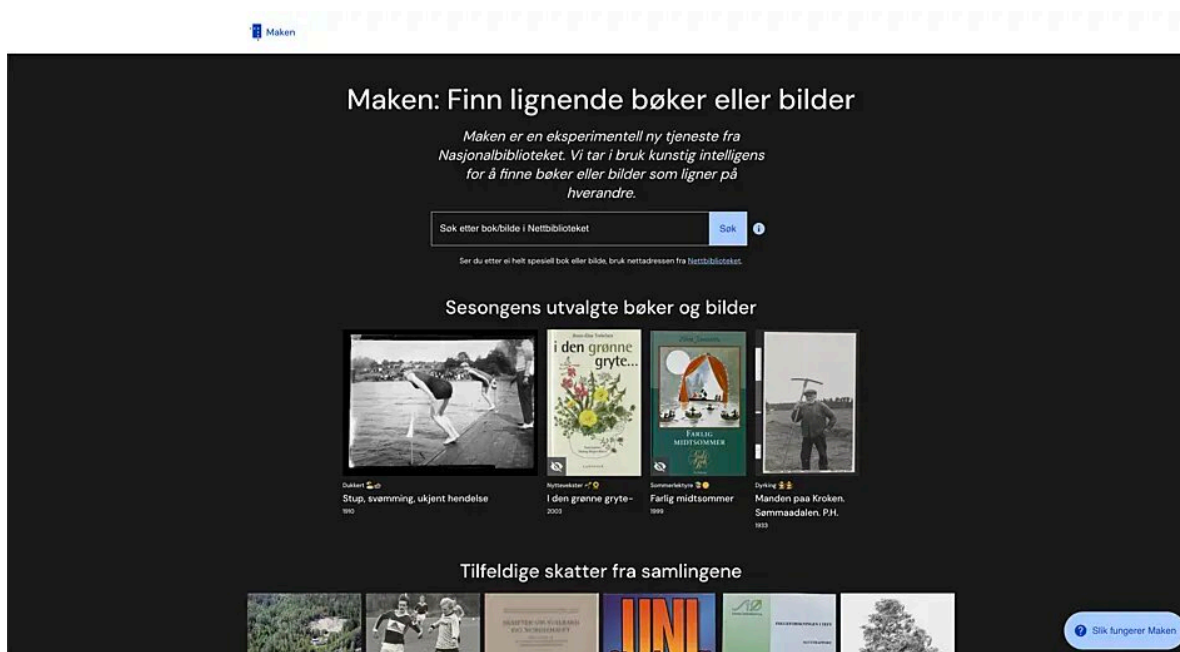 Maken
Maken: Finn lignende bøker eller bilder
Maken er en eksperimentell ny tjeneste fra
Nasjonalbiblioteket. Vi tar i bruk kunstig intelligens
for å finne bøker eller bilder som ligner på
hverandre.
Søk etter bok/bilde i Nettbiblioteket
Søk
Ser du etter ei helt spesiell bok eller bilde, bruk nettadressen fra Nettbiblioteket.
Sesongens utvalgte bøker og bilder
i den grønne
gryte...
FARLIG
MIDTSOMMER
Dukkert
Stup, svømming, ukjent hendelse
1910
Nyttevekster
I den grønne gryte-
2003
Sommerlektyre
Farlig midtsommer
1999
Dyrking
Manden paa Kroken.
Sømmaadalen. P.H.
1933
Tilfeldige skatter fra samlingene
UNI
Slik fungerer Maken